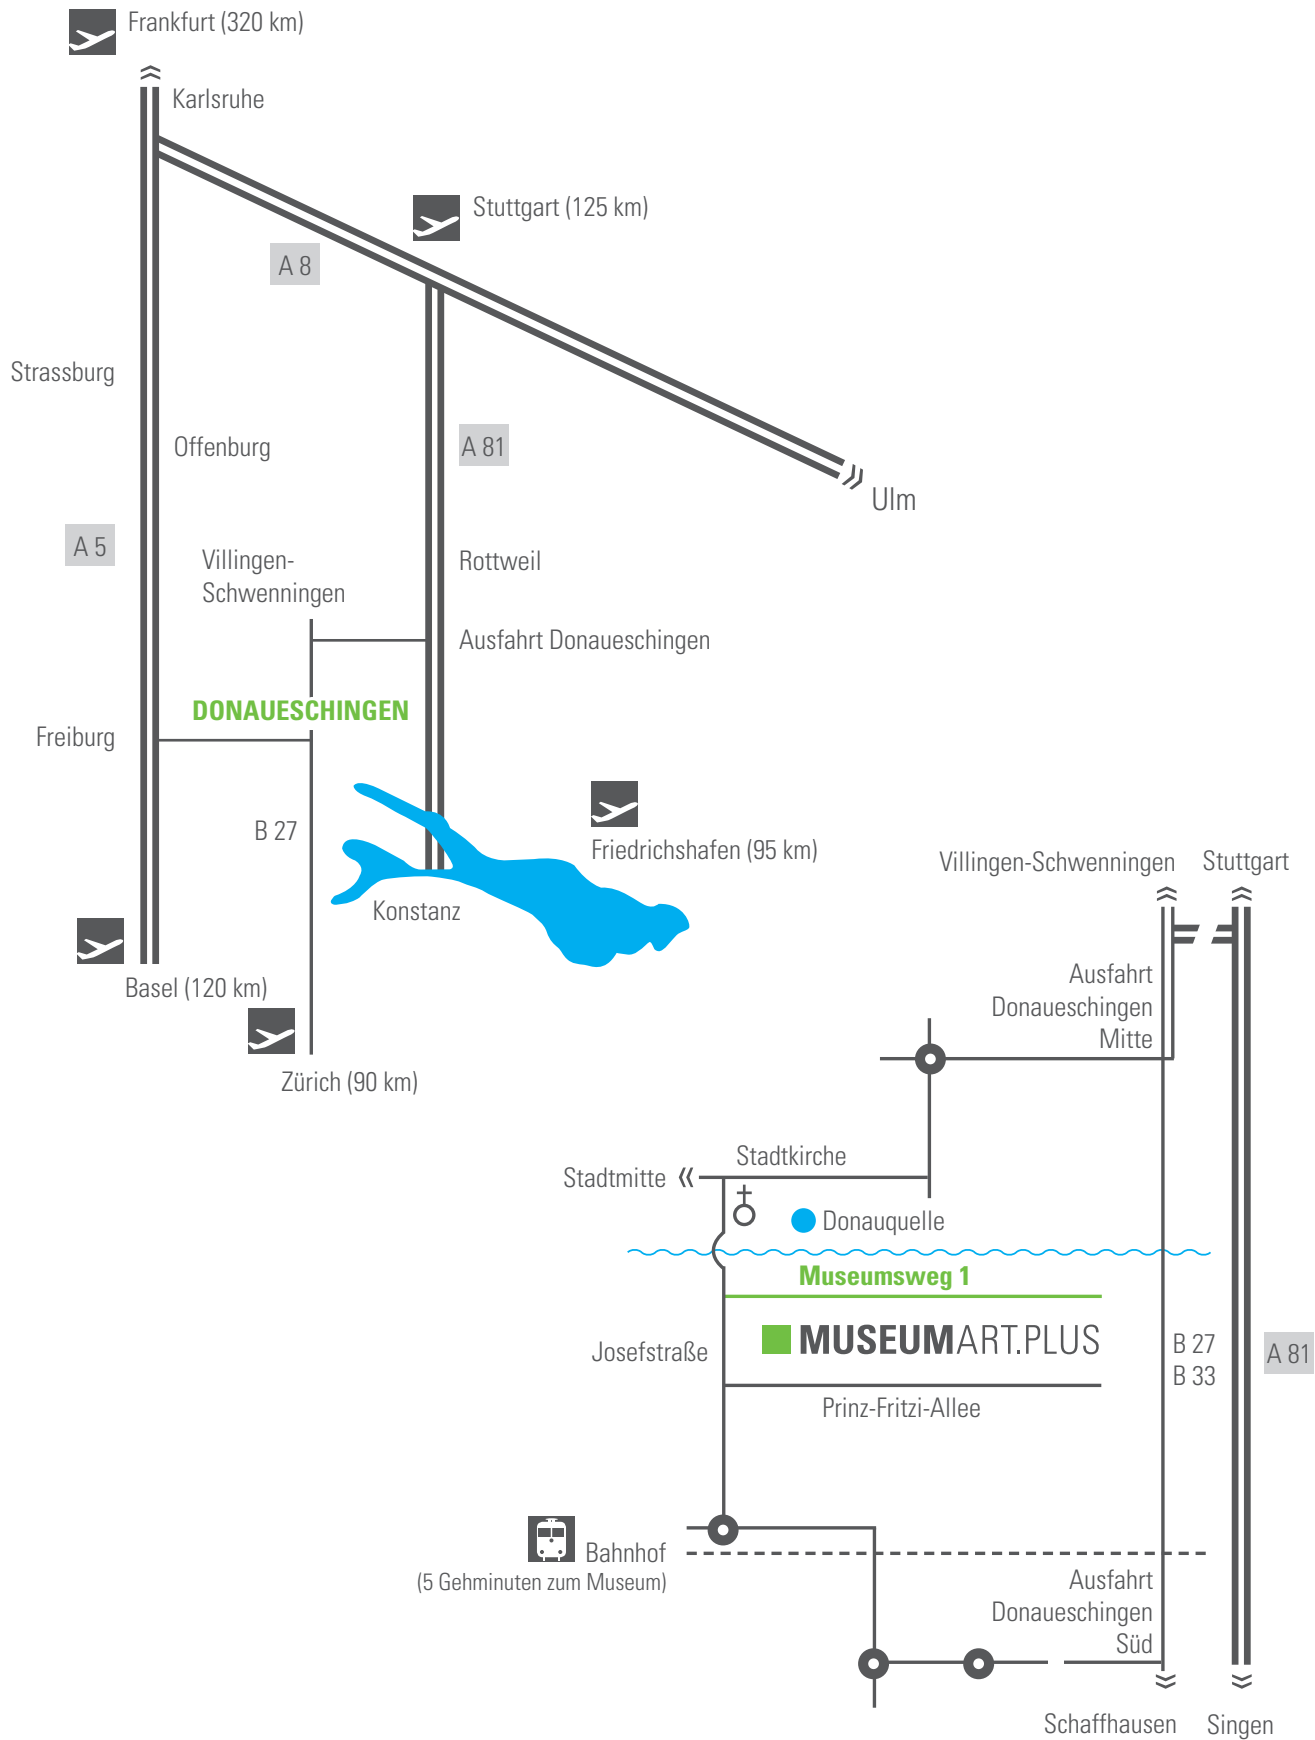 Frankfurt (320 km)
Karlsruhe
Stuttgart (125 km)
A 8
Strassburg
Offenburg
A 81
Ulm
A 5
Villingen-
Schwenningen
Rottweil
Ausfahrt Donaueschingen
DONAUESCHINGEN
Freiburg
B 27
Friedrichshafen (95 km)
Konstanz
Basel (120 km)
Zürich (90 km)
Villingen-Schwenningen
Stuttgart
Ausfahrt
Donaueschingen
Mitte
Stadtkirche
Stadtmitte
Donauquelle
Museumsweg 1
MUSEUMART.PLUS
Josefstraße
B 27
B 33
A 81
Prinz-Fritzi-Allee
Bahnhof
(5 Gehminuten zum Museum)
Ausfahrt
Donaueschingen
Süd
Schaffhausen
Singen